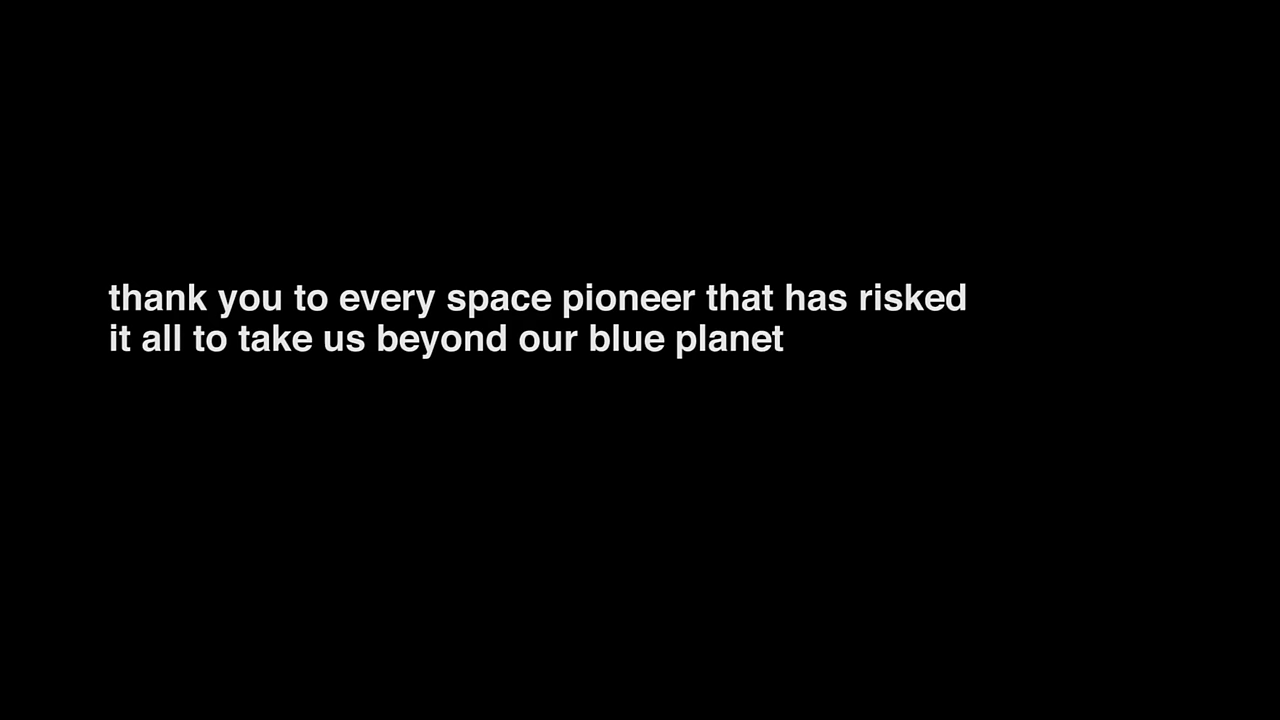 thank you to every space pioneer that has risked
it all to take us beyond our blue planet